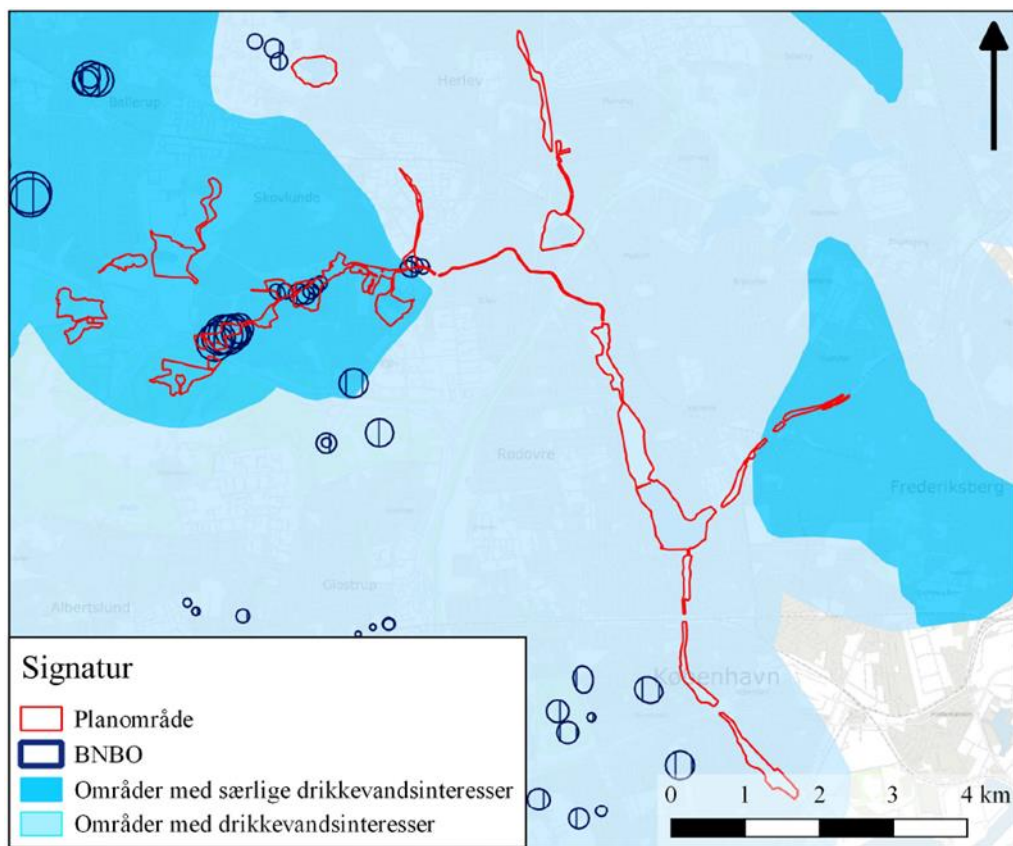 Herlev
Ballerup
Skovlunde
Rødovre
Frederiksberg
Glostrup
Albertslund
København
Signatur
Planområde
BNBO
Områder med særlige drikkevandsinteresser
Områder med drikkevandsinteresser
0 1 2 3 4 km